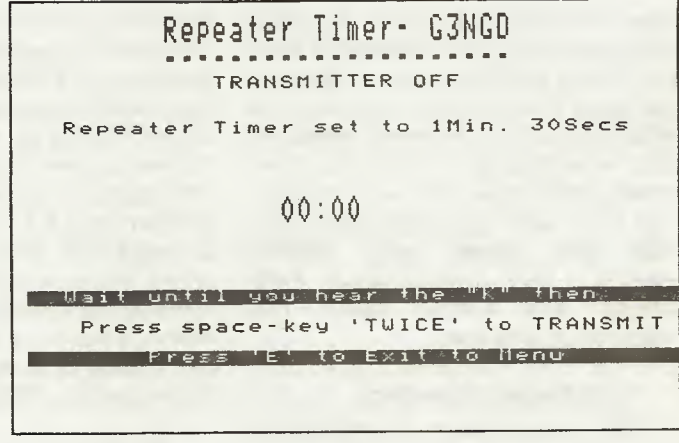 Repeater Timer- G3NGD
TRANSMITTER OFF
Repeater Timer set to 1Min. 30Secs
00:00
Wait until you hear the "K" then
Press space-key 'TWICE' to TRANSMIT
Press 'E' to Exit to Menu